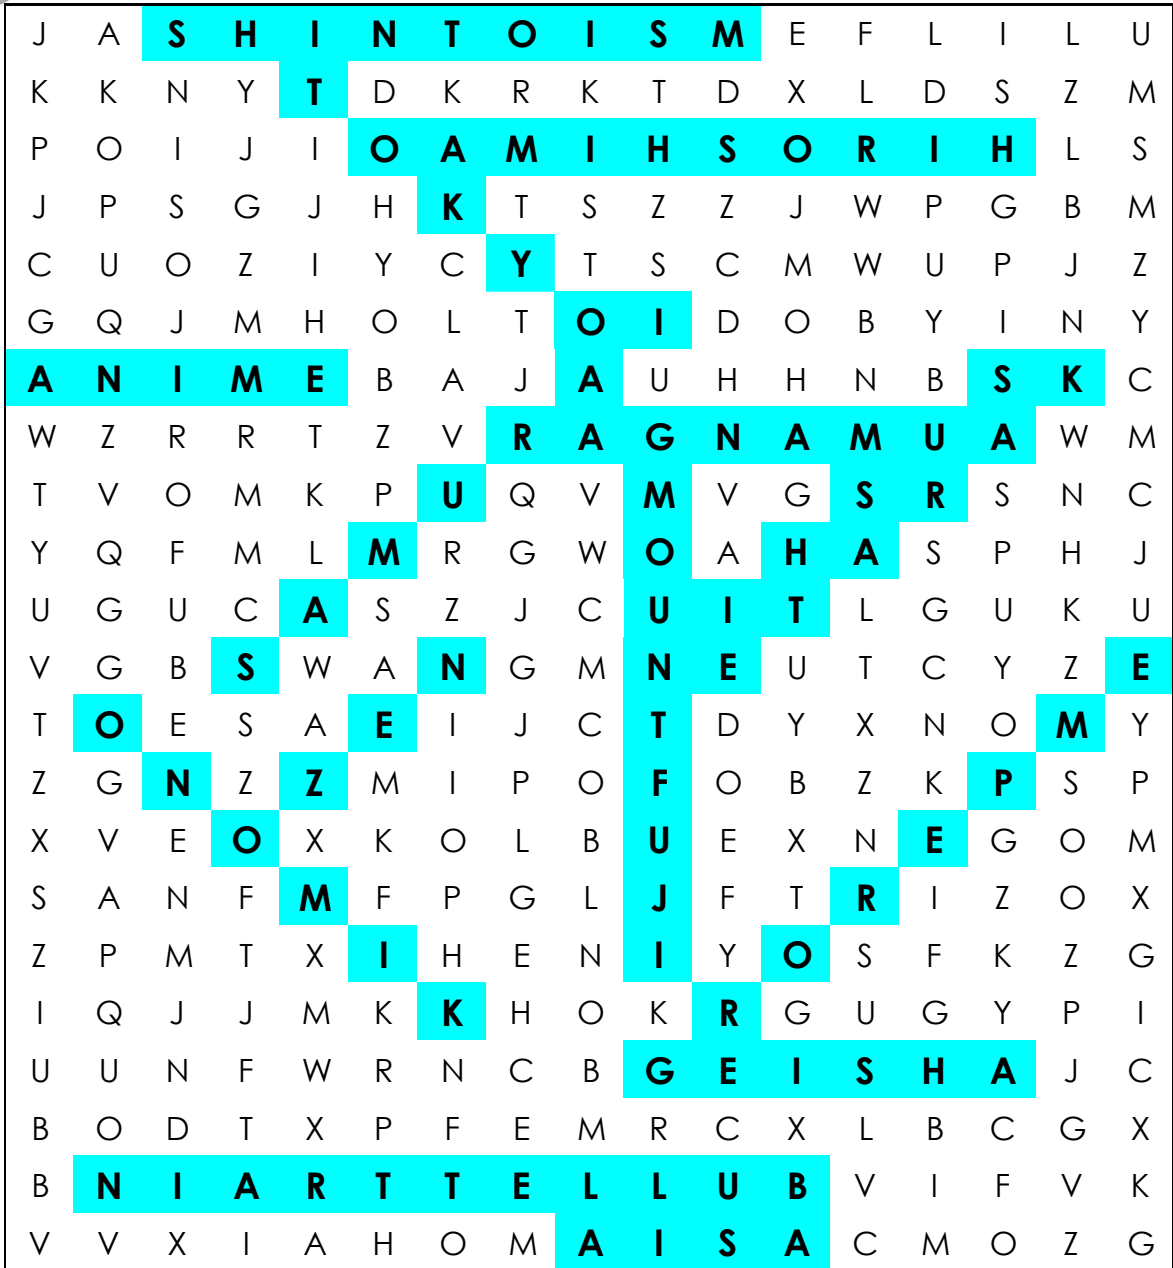 J A S H I N T O I S M E F L I L U
K K N Y T D K R K T D X L D S Z M
P O I J I O A M I H S O R I H L S
J P S G J H K T S Z Z J W P G B M
C U O Z I Y C Y T S C M W U P J Z
G Q J M H O L T O I D O B Y I N Y
A N I M E B A J A U H H N B S K C
W Z R R T Z V R A G N A M U A W M
T V O M K P U Q V M V G S R S N C
Y Q F M L M R G W O A H A S P H J
U G U C A S Z J C U I T L G U K U
V G B S W A N G M N E U T C Y Z E
T O E S A E I J C T D Y X N O M Y
Z G N Z Z M I P O F O B Z K P S P
X V E O X K O L B U E X N E G O M
S A N F M F P G L J F T R I Z O X
Z P M T X I H E N I Y O S F K Z G
I Q J J M K K H O K R G U G Y P I
U U N F W R N C B G E I S H A J C
B O D T X P F E M R C X L B C G X
B N I A R T T E L L U B V I F V K
V V X I A H O M A I S A C M O Z G